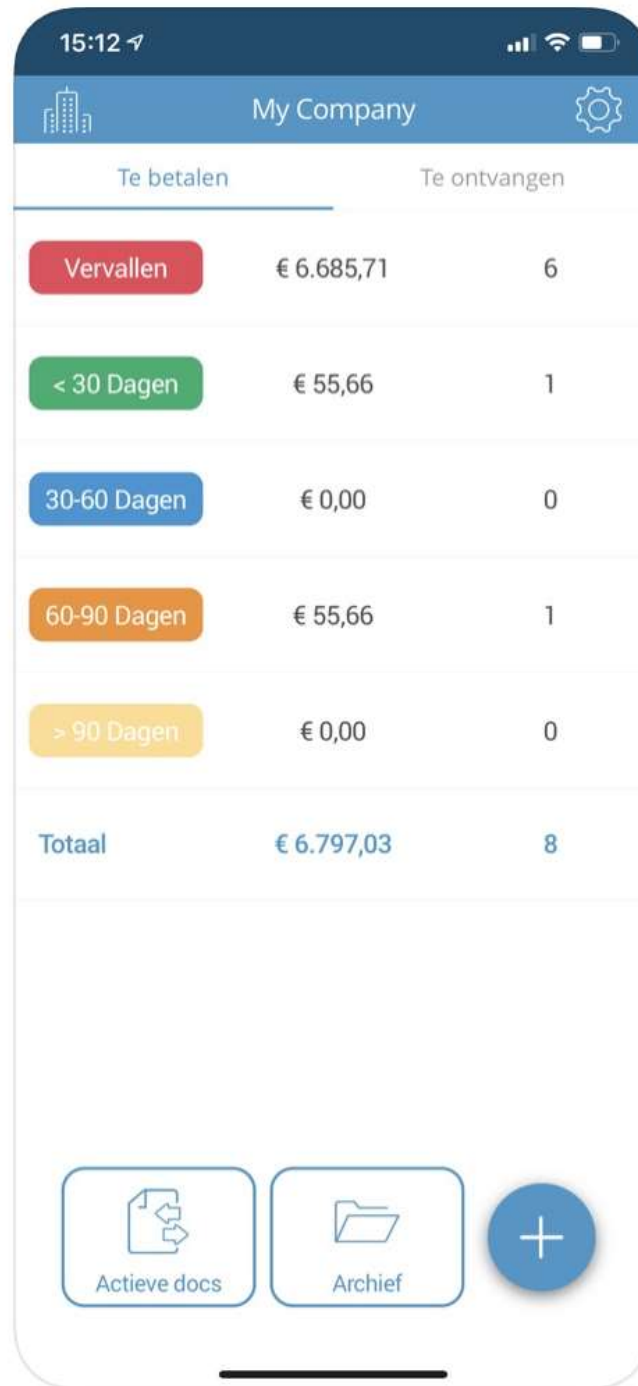 15:12
My Company
Te betalen Te ontvangen
Vervallen € 6.685,71 6
< 30 Dagen € 55,66 1
30-60 Dagen € 0,00 0
60-90 Dagen € 55,66 1
> 90 Dagen € 0,00 0
Totaal € 6.797,03 8
Actieve docs Archief